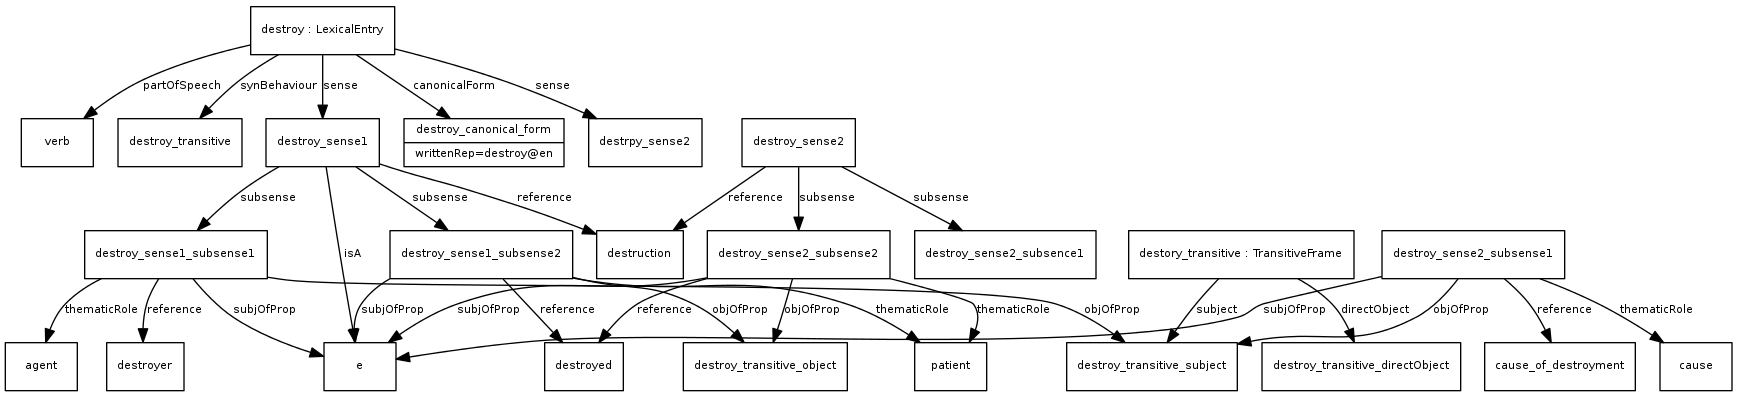 destroy : LexicalEntry
partOfSpeech
synBehaviour
sense
canonicalForm
sense
verb
destroy_transitive
destroy_sense1
destroy_canonical_form
writtenRep=destroy@en
destrpy_sense2
destroy_sense2
subsense
isA
subsense
reference
reference
subsense
subsense
destroy_sense1_subsense1
destroy_sense1_subsense2
destruction
destroy_sense2_subsense2
destroy_sense2_subsence1
destory_transitive : TransitiveFrame
destroy_sense2_subsense1
thematicRole
reference
subjOfProp
subjOfProp
subjOfProp
reference
reference
objOfProp
objOfProp
thematicRole
thematicRole
objOfProp
subject
subjOfProp
directObject
objOfProp
reference
thematicRole
agent
destroyer
e
destroyed
destroy_transitive_object
patient
destroy_transitive_subject
destroy_transitive_directObject
cause_of_destroyment
cause